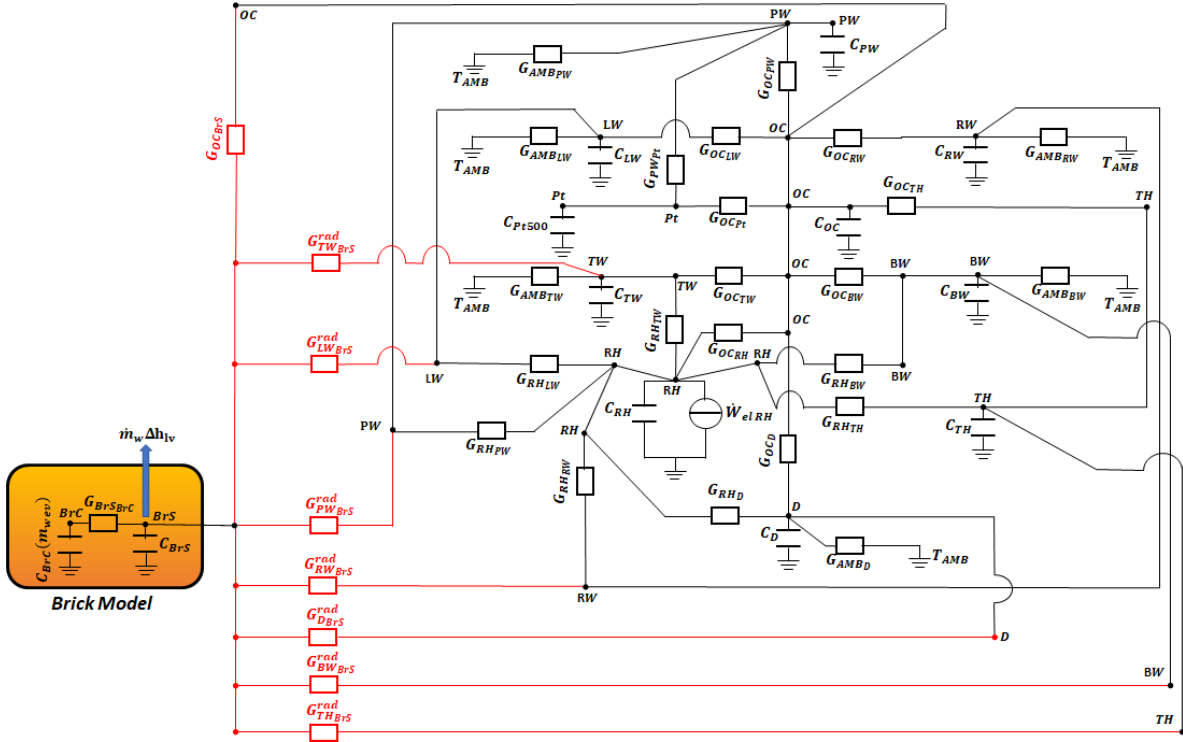 OC
PW
PW
C_PW
T_AMB
G_AMB_PW
G_OC_PW
G_OC_BrS
LW
OC
RW
G_AMB_LW
C_LW
G_OC_LW
G_OC_RW
C_RW
G_AMB_RW
T_AMB
T_AMB
G_PW_Pt
G_OC_TH
Pt
OC
TH
C_Pt500
Pt
G_OC_Pt
C_OC
G^rad_TW_BrS
TW
OC
BW
BW
T_AMB
G_AMB_TW
C_TW
TW
G_OC_TW
G_OC_BW
C_BW
G_AMB_BW
T_AMB
G_RH_TW
OC
G_OC_RH
G^rad_LW_BrS
RH
RH
LW
G_RH_LW
RH
G_RH_BW
BW
C_RH
Ẇ_el RH
TH
G_RH_TH
C_TH
PW
G_RH_PW
RH
ṁ_w Δh_lv
G_OC_D
G_RH_RW
G_RH_D
G^rad_PW_BrS
D
BrC
G_BrS_BrC
BrS
C_BrC(m_w ev)
C_BrS
C_D
G_AMB_D
T_AMB
G^rad_RW_BrS
RW
Brick Model
G^rad_D_BrS
D
G^rad_BW_BrS
BW
G^rad_TH_BrS
TH